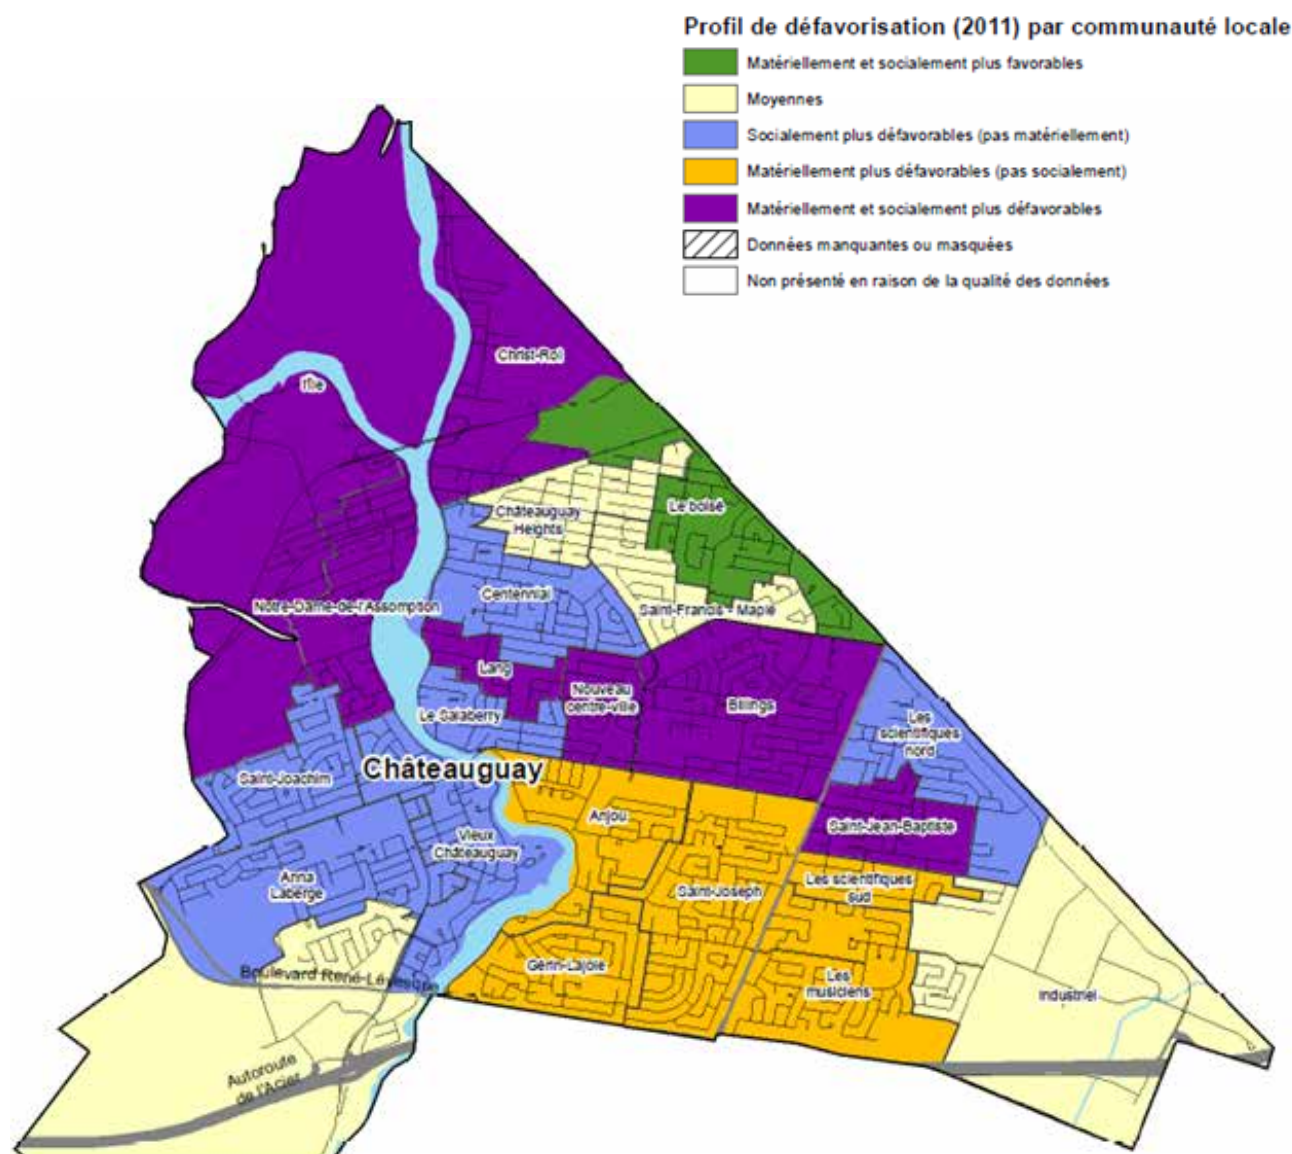 Profil de défavorisation (2011) par communauté locale
Matériellement et socialement plus favorables
Moyennes
Socialement plus défavorables (pas matériellement)
Matériellement plus défavorables (pas socialement)
Matériellement et socialement plus défavorables
Données manquantes ou masquées
Non présenté en raison de la qualité des données
Christ-Roi
l'île
Le boisé
Châteauguay
Heights
Centennial
Notre-Dame-de-l'Assomption
Saint-Francis - Maple
Lang
Nouveau
centre-ville
Billings
Le Salaberry
Les
scientifiques
nord
Châteauguay
Saint-Joachim
Anjou
Saint-Jean-Baptiste
Vieux
Châteauguay
Anna
Laberge
Saint-Joseph
Les scientifiques
sud
Gérin-Lajoie
Les
musiciens
Boulevard René-Lévesque
Industriel
Autoroute
de l'Acier